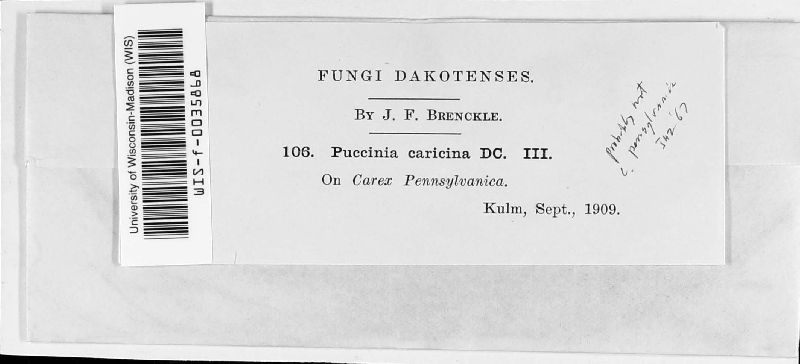 University of Wisconsin-Madison (WIS)
WIS-f-0035868
FUNGI DAKOTENSES.
By J. F. Brenckle.
106. Puccinia caricina DC. III.
On Carex Pennsylvanica.
Kulm, Sept., 1909.
probably not
C. pensylvanica